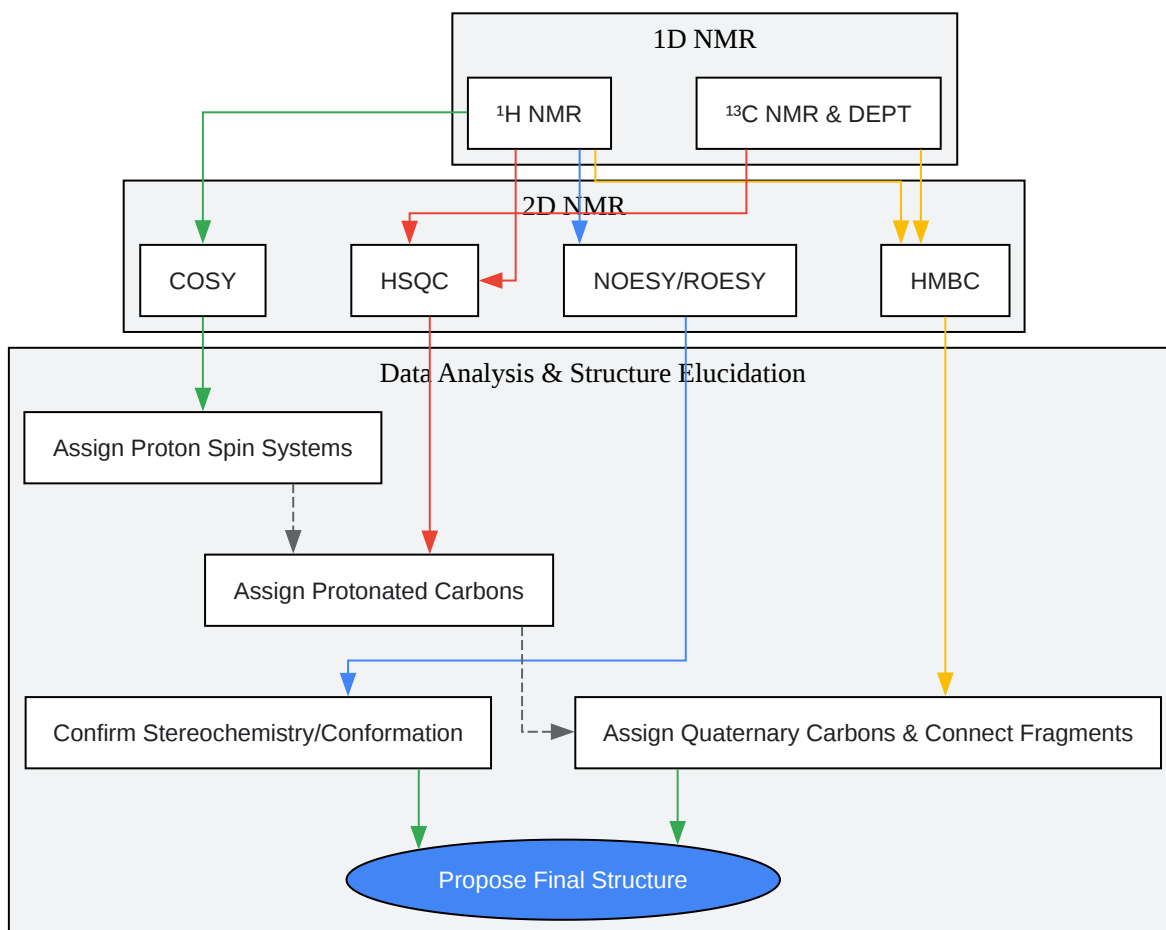 1D NMR
¹H NMR
¹³C NMR & DEPT
2D NMR
COSY
HSQC
NOESY/ROESY
HMBC
Data Analysis & Structure Elucidation
Assign Proton Spin Systems
Assign Protonated Carbons
Confirm Stereochemistry/Conformation
Assign Quaternary Carbons & Connect Fragments
Propose Final Structure